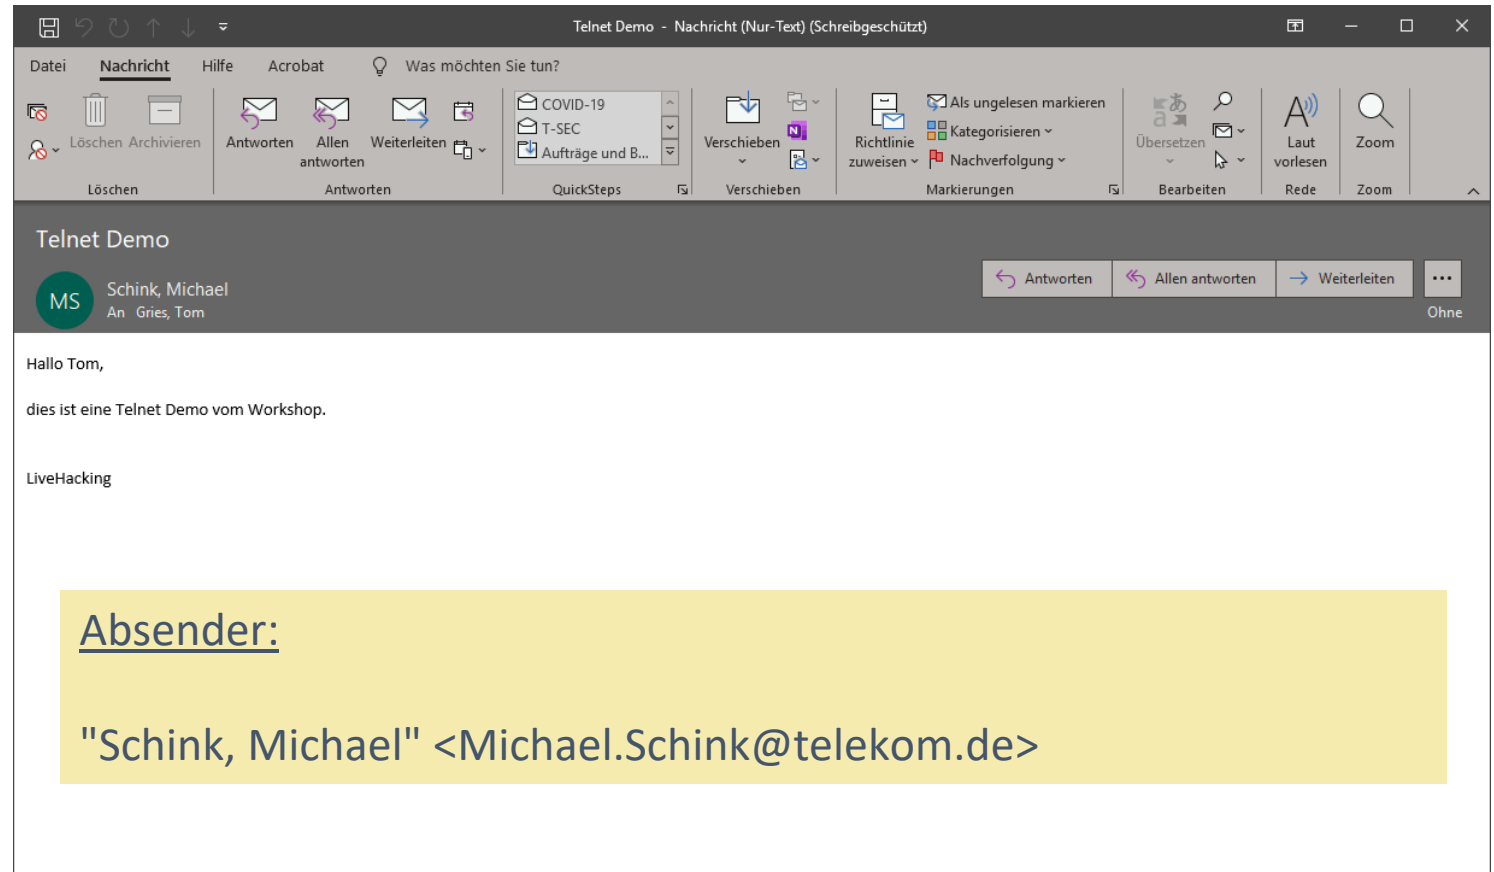 Telnet Demo - Nachricht (Nur-Text) (Schreibgeschützt)
Datei Nachricht Hilfe Acrobat Was möchten Sie tun?
Löschen Archivieren
Löschen
Antworten Allen antworten Weiterleiten
Antworten
COVID-19
T-SEC
Aufträge und B...
QuickSteps
Verschieben
Verschieben
Richtlinie zuweisen
Als ungelesen markieren
Kategorisieren
Nachverfolgung
Markierungen
Übersetzen
Bearbeiten
Laut vorlesen
Rede
Zoom
Zoom
Telnet Demo
MS
Schink, Michael
An Gries, Tom
Antworten Allen antworten Weiterleiten
Ohne
Hallo Tom,
dies ist eine Telnet Demo vom Workshop.
LiveHacking
Absender:
"Schink, Michael" <Michael.Schink@telekom.de>